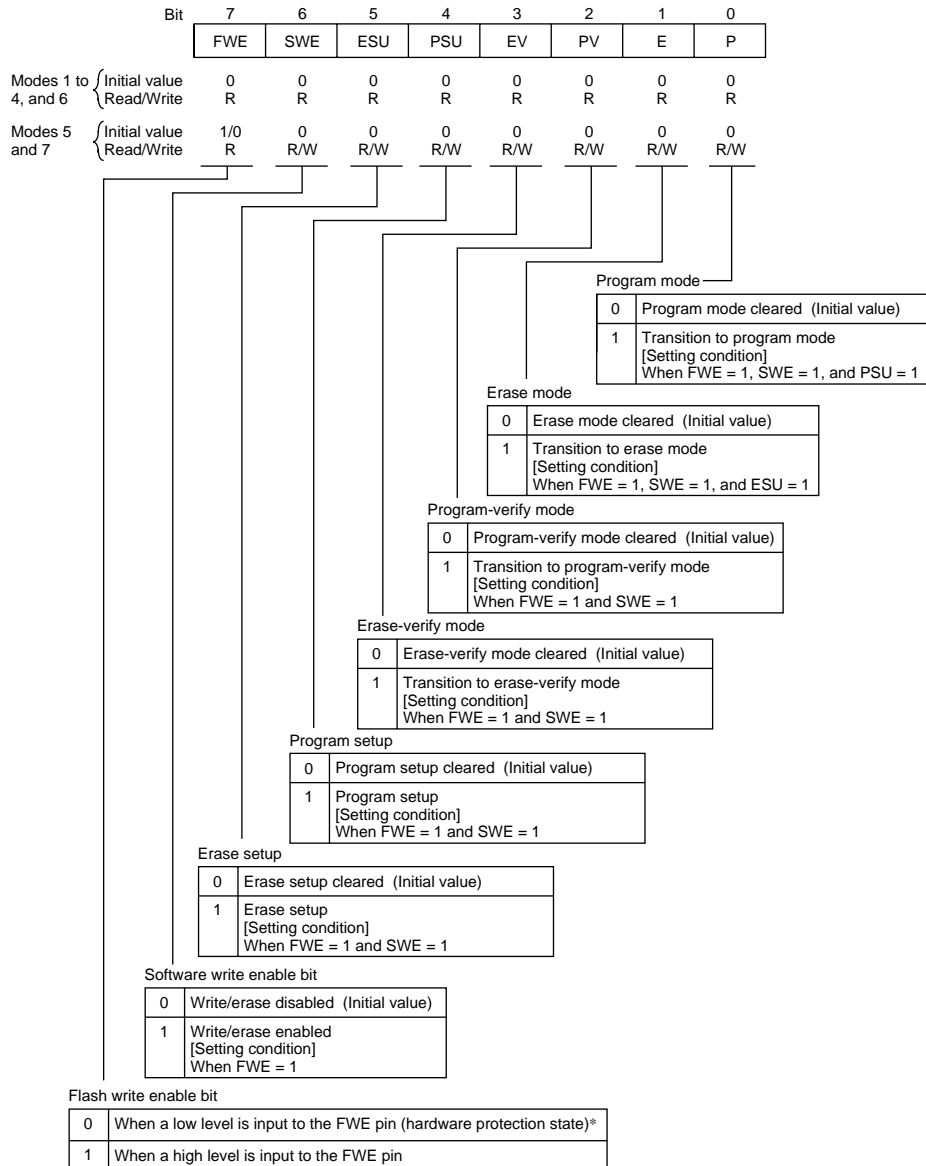 Bit 7 6 5 4 3 2 1 0
FWE SWE ESU PSU EV PV E P
Modes 1 to 4, and 6 Initial value 0 0 0 0 0 0 0 0
Read/Write R R R R R R R R
Modes 5 and 7 Initial value 1/0 0 0 0 0 0 0 0
Read/Write R R/W R/W R/W R/W R/W R/W R/W
Program mode
0 Program mode cleared (Initial value)
1 Transition to program mode
[Setting condition]
When FWE = 1, SWE = 1, and PSU = 1
Erase mode
0 Erase mode cleared (Initial value)
1 Transition to erase mode
[Setting condition]
When FWE = 1, SWE = 1, and ESU = 1
Program-verify mode
0 Program-verify mode cleared (Initial value)
1 Transition to program-verify mode
[Setting condition]
When FWE = 1 and SWE = 1
Erase-verify mode
0 Erase-verify mode cleared (Initial value)
1 Transition to erase-verify mode
[Setting condition]
When FWE = 1 and SWE = 1
Program setup
0 Program setup cleared (Initial value)
1 Program setup
[Setting condition]
When FWE = 1 and SWE = 1
Erase setup
0 Erase setup cleared (Initial value)
1 Erase setup
[Setting condition]
When FWE = 1 and SWE = 1
Software write enable bit
0 Write/erase disabled (Initial value)
1 Write/erase enabled
[Setting condition]
When FWE = 1
Flash write enable bit
0 When a low level is input to the FWE pin (hardware protection state)*
1 When a high level is input to the FWE pin